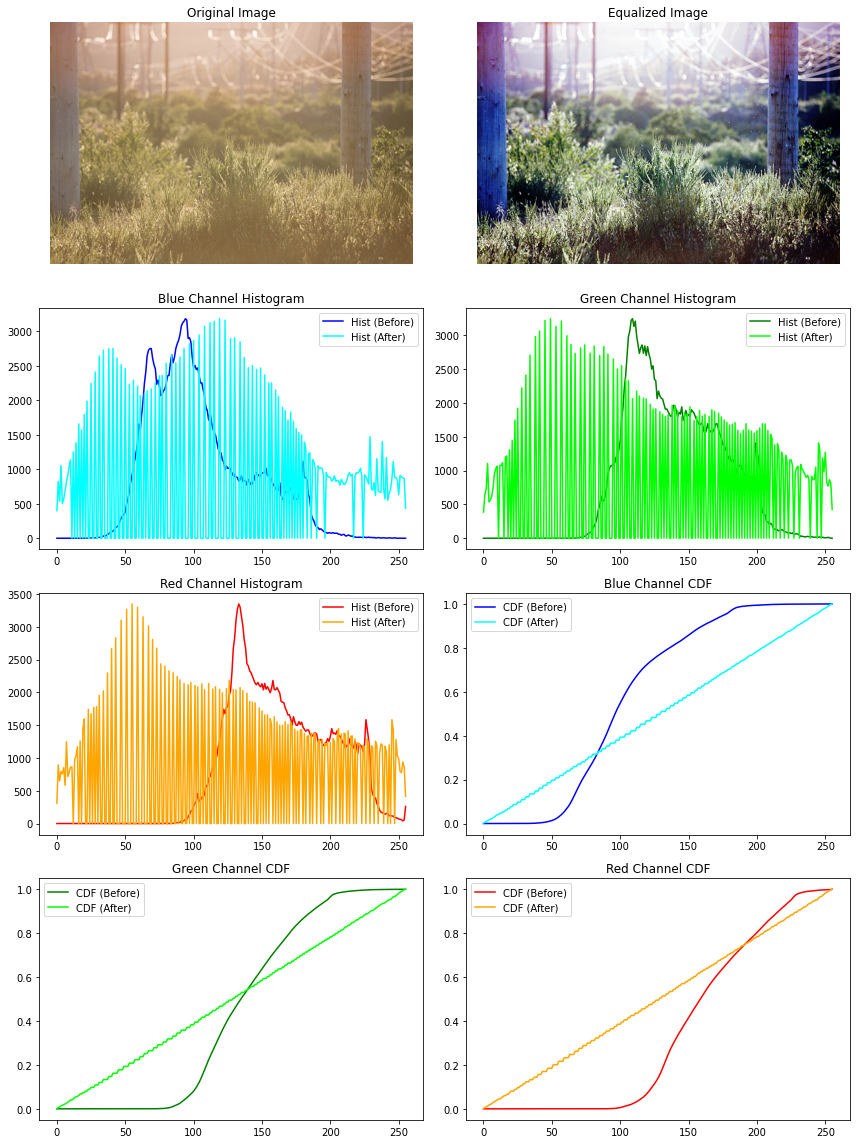 Original Image
Equalized Image
Blue Channel Histogram
3000
2500
2000
1500
1000
500
0
Hist (Before)
Hist (After)
0 50 100 150 200 250
Green Channel Histogram
3000
2500
2000
1500
1000
500
0
Hist (Before)
Hist (After)
0 50 100 150 200 250
Red Channel Histogram
3500
3000
2500
2000
1500
1000
500
0
Hist (Before)
Hist (After)
0 50 100 150 200 250
Blue Channel CDF
1.0
0.8
0.6
0.4
0.2
0.0
CDF (Before)
CDF (After)
0 50 100 150 200 250
Green Channel CDF
1.0
0.8
0.6
0.4
0.2
0.0
CDF (Before)
CDF (After)
0 50 100 150 200 250
Red Channel CDF
1.0
0.8
0.6
0.4
0.2
0.0
CDF (Before)
CDF (After)
0 50 100 150 200 250